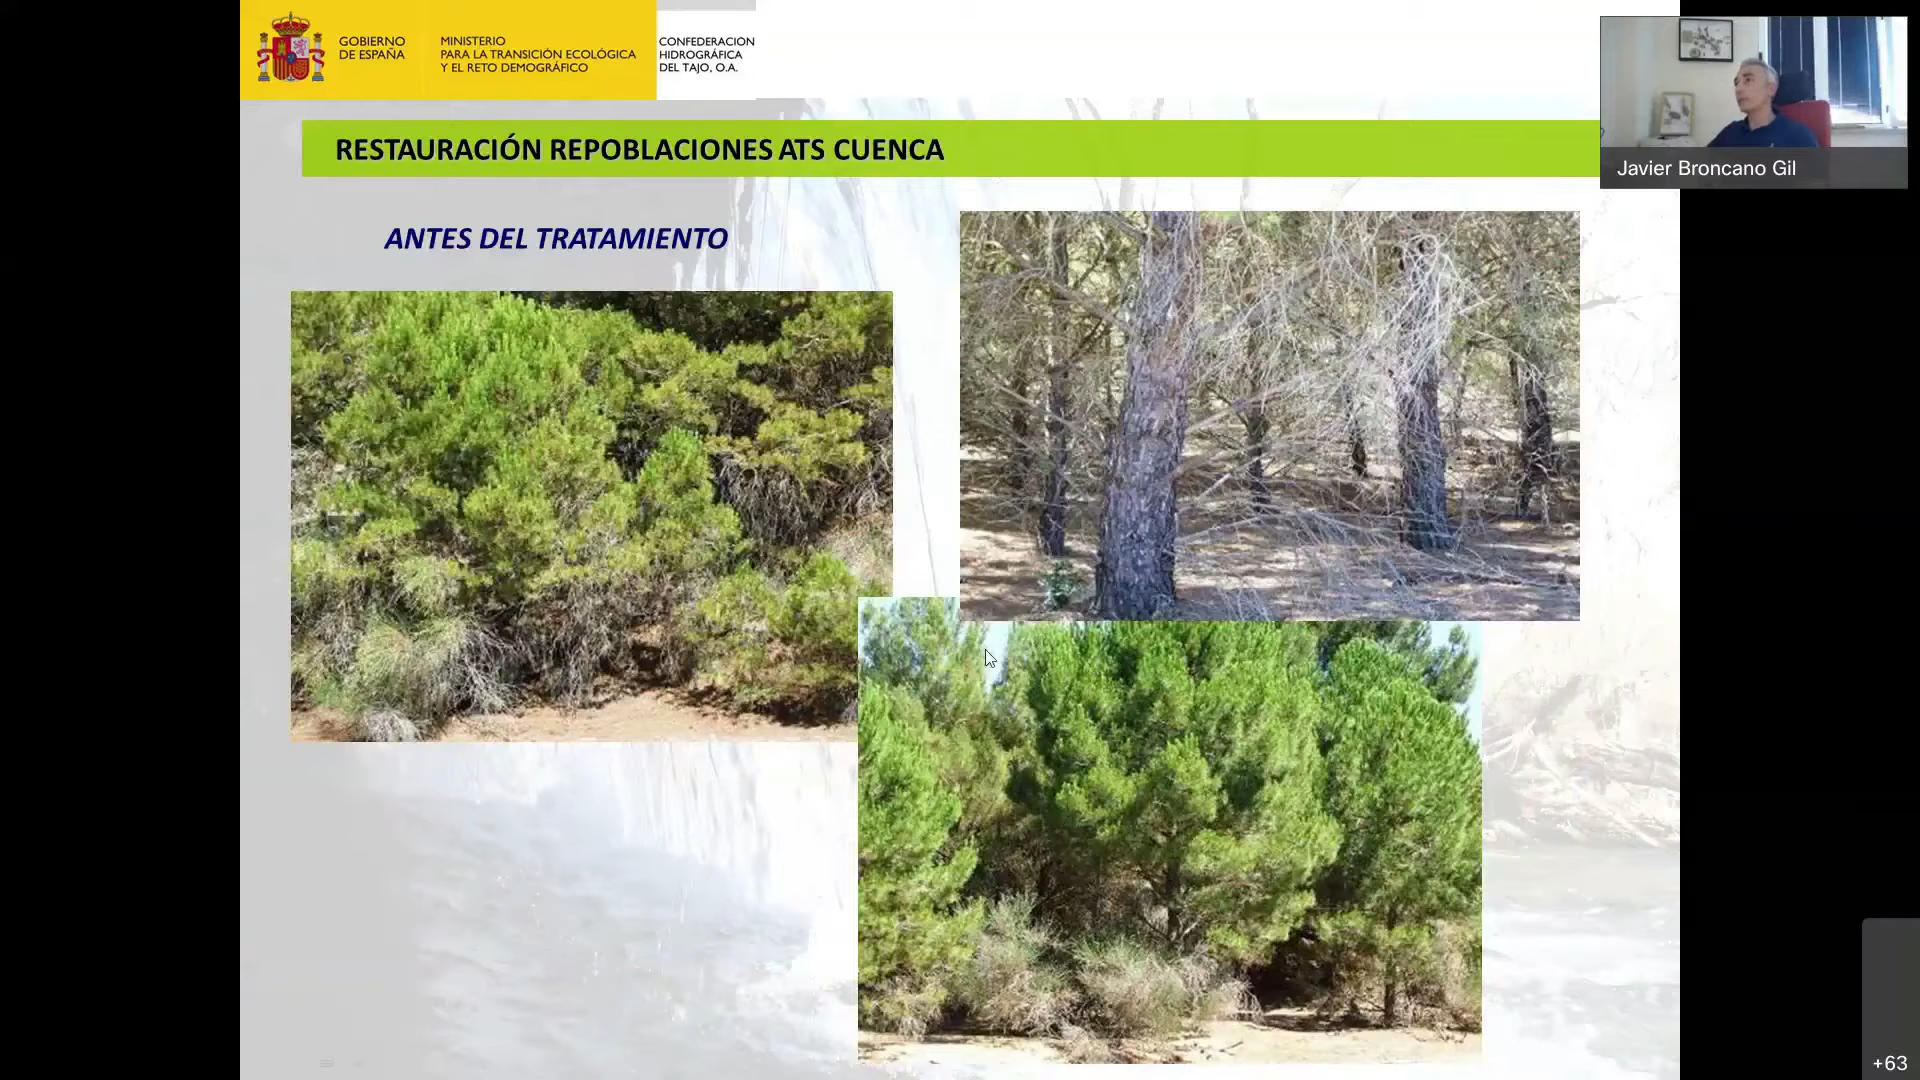 GOBIERNO
DE ESPAÑA
MINISTERIO
PARA LA TRANSICIÓN ECOLÓGICA
Y EL RETO DEMOGRÁFICO
CONFEDERACION
HIDROGRÁFICA
DEL TAJO, O.A.
RESTAURACIÓN REPOBLACIONES ATS CUENCA
Javier Broncano Gil
ANTES DEL TRATAMIENTO
+63